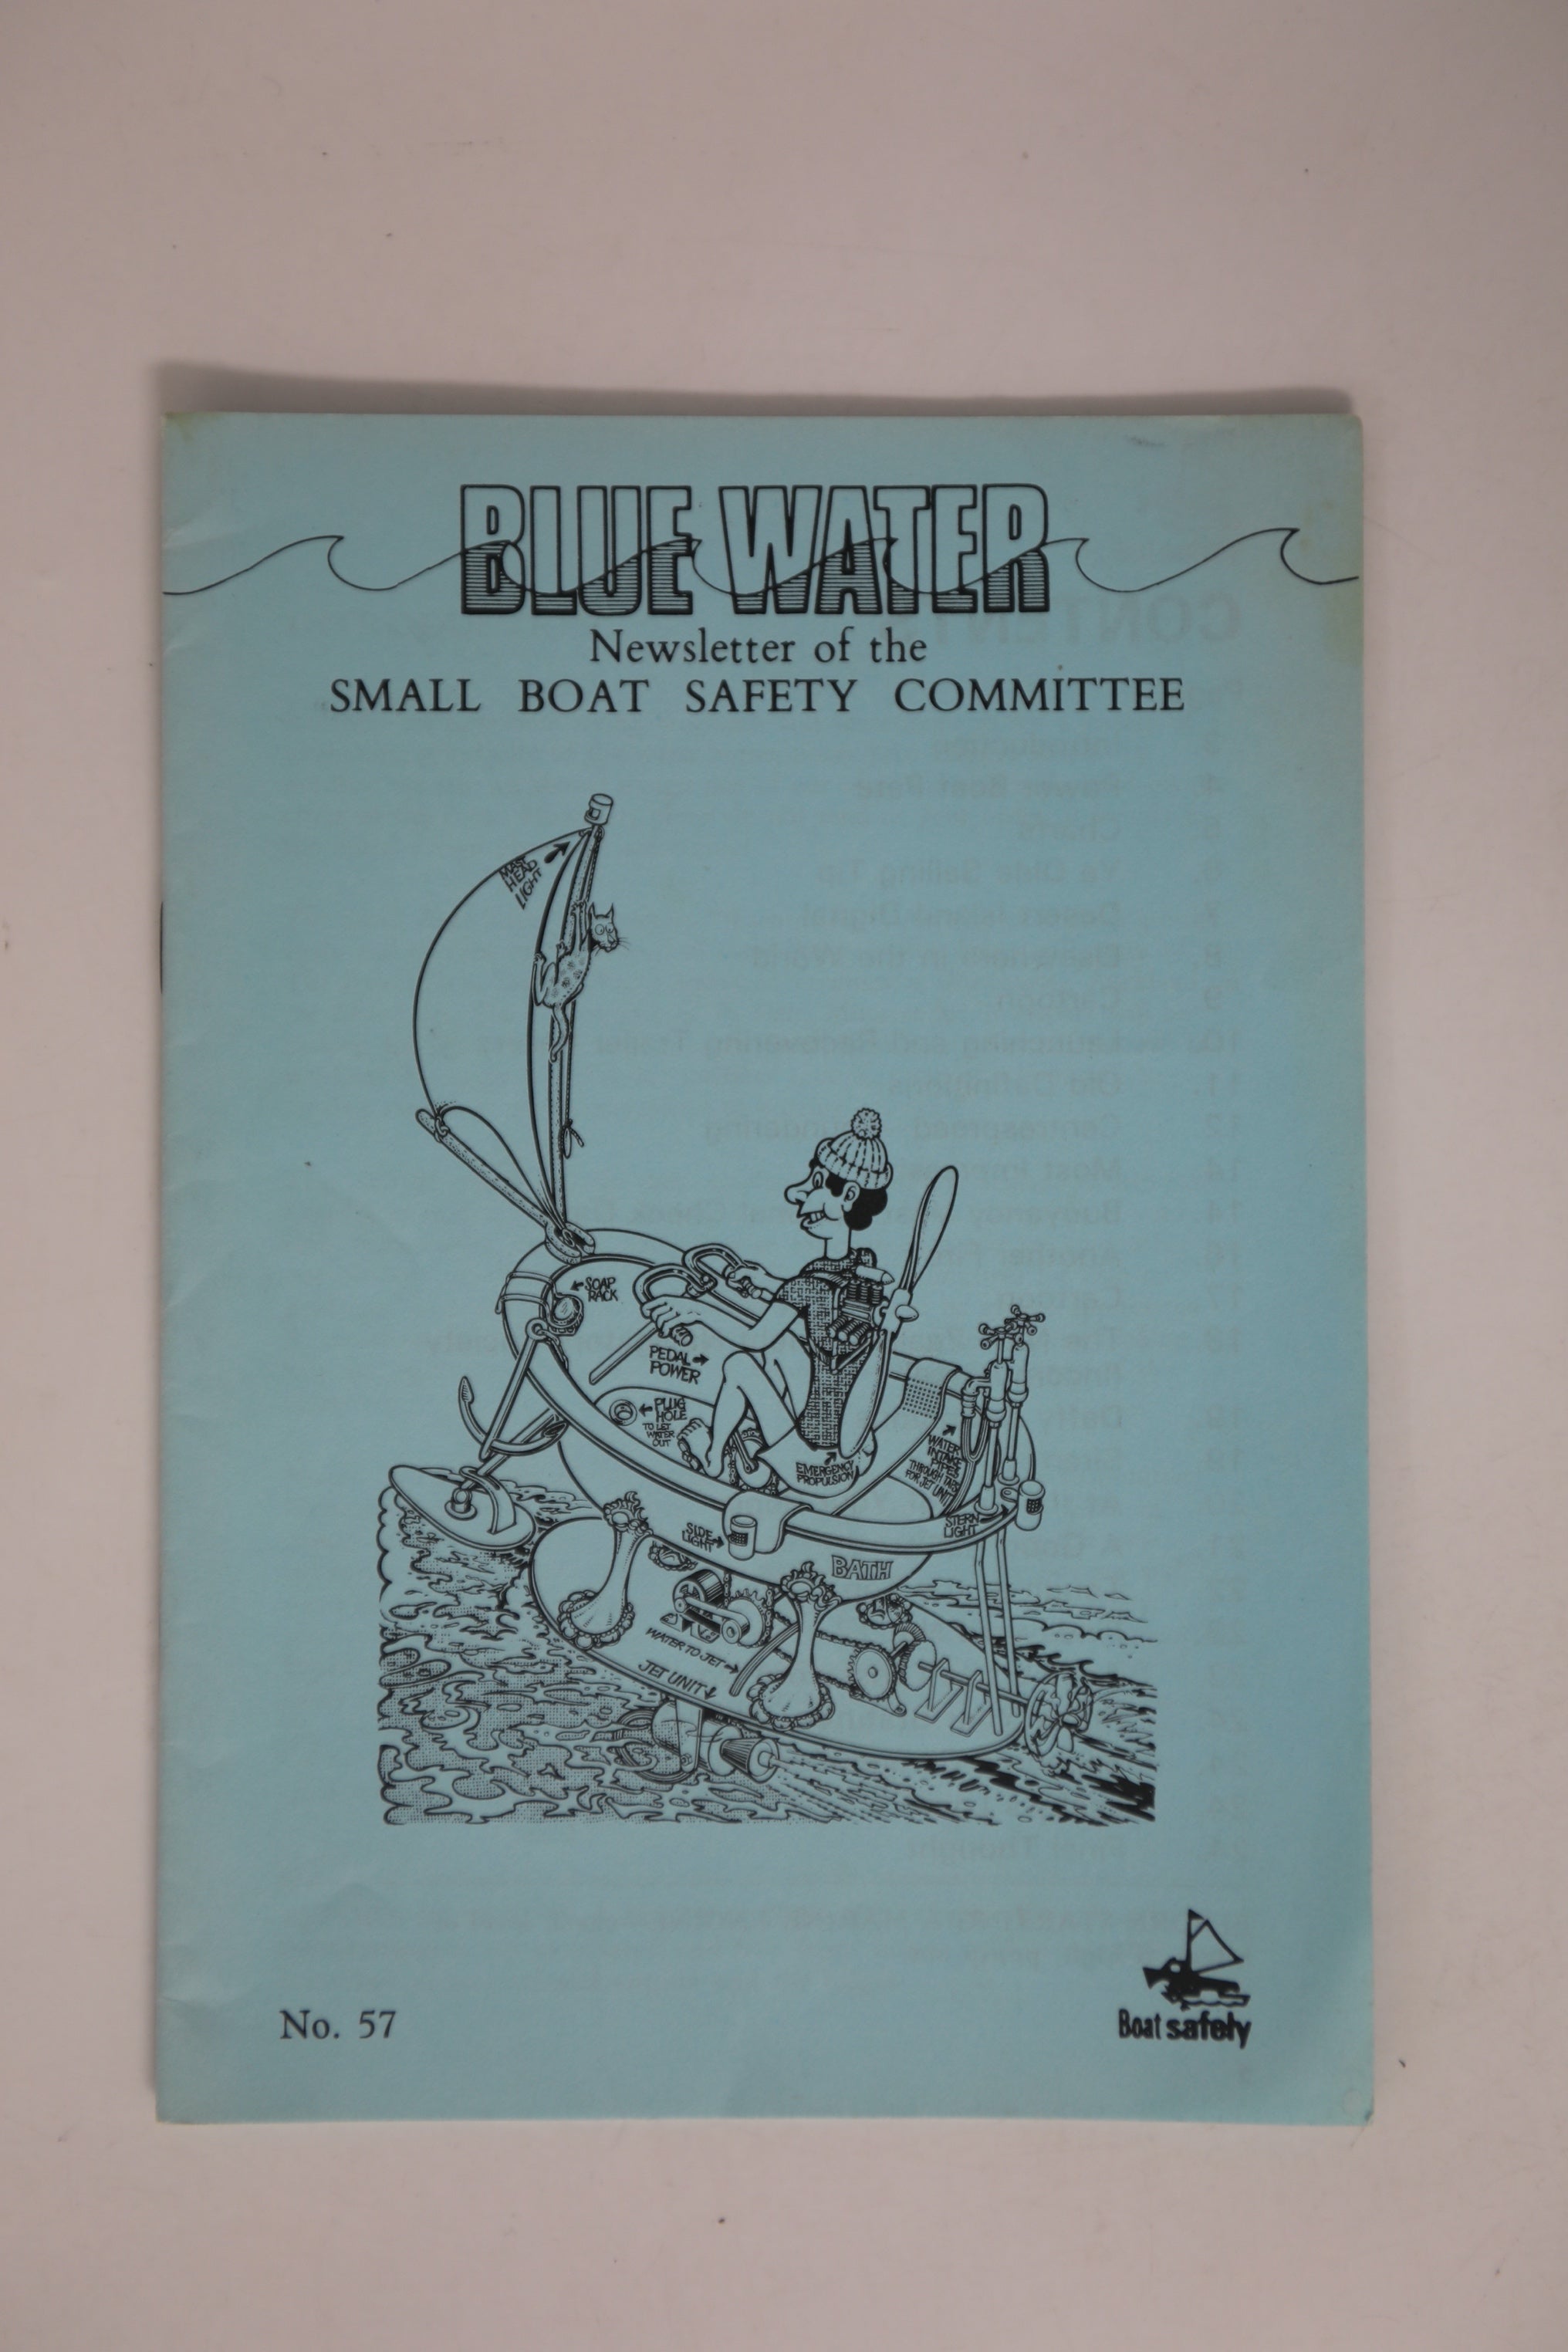 BLUE WATER
Newsletter of the
SMALL BOAT SAFETY COMMITTEE
MAST
HEAD
LIGHT
SOAP
RACK
PEDAL
POWER
PLUG
HOLE
TO LET
WATER
OUT
EMERGENCY
PROPULSION
WATER
INTAKE
PIPES
THROUGH TAPS
FOR JET UNIT
STERN
LIGHT
SIDE
LIGHT
BATH
WATER TO JET
JET UNIT
No. 57
Boat safety